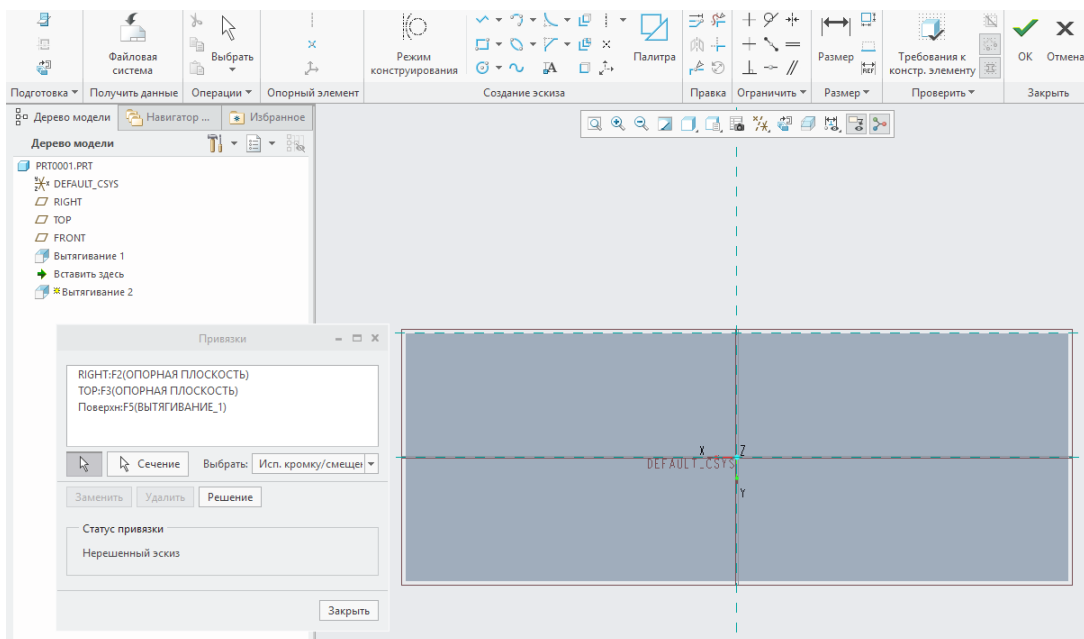 Файловая система
Выбрать
Режим конструирования
Палитра
Размер
REF
Требования к констр. элементу
ОК
Отмена
Подготовка
Получить данные
Операции
Опорный элемент
Создание эскиза
Правка
Ограничить
Размер
Проверить
Закрыть
Дерево модели
Навигатор ...
Избранное
Дерево модели
PRT0001.PRT
DEFAULT_CSYS
RIGHT
TOP
FRONT
Вытягивание 1
Вставить здесь
Вытягивание 2
Привязки
RIGHT:F2(ОПОРНАЯ ПЛОСКОСТЬ)
TOP:F3(ОПОРНАЯ ПЛОСКОСТЬ)
Поверхн:F5(ВЫТЯГИВАНИЕ_1)
Сечение
Выбрать:
Исп. кромку/смещен
Заменить
Удалить
Решение
Статус привязки
Нерешенный эскиз
Закрыть
X
Z
DEFAULT_CSYS
Y